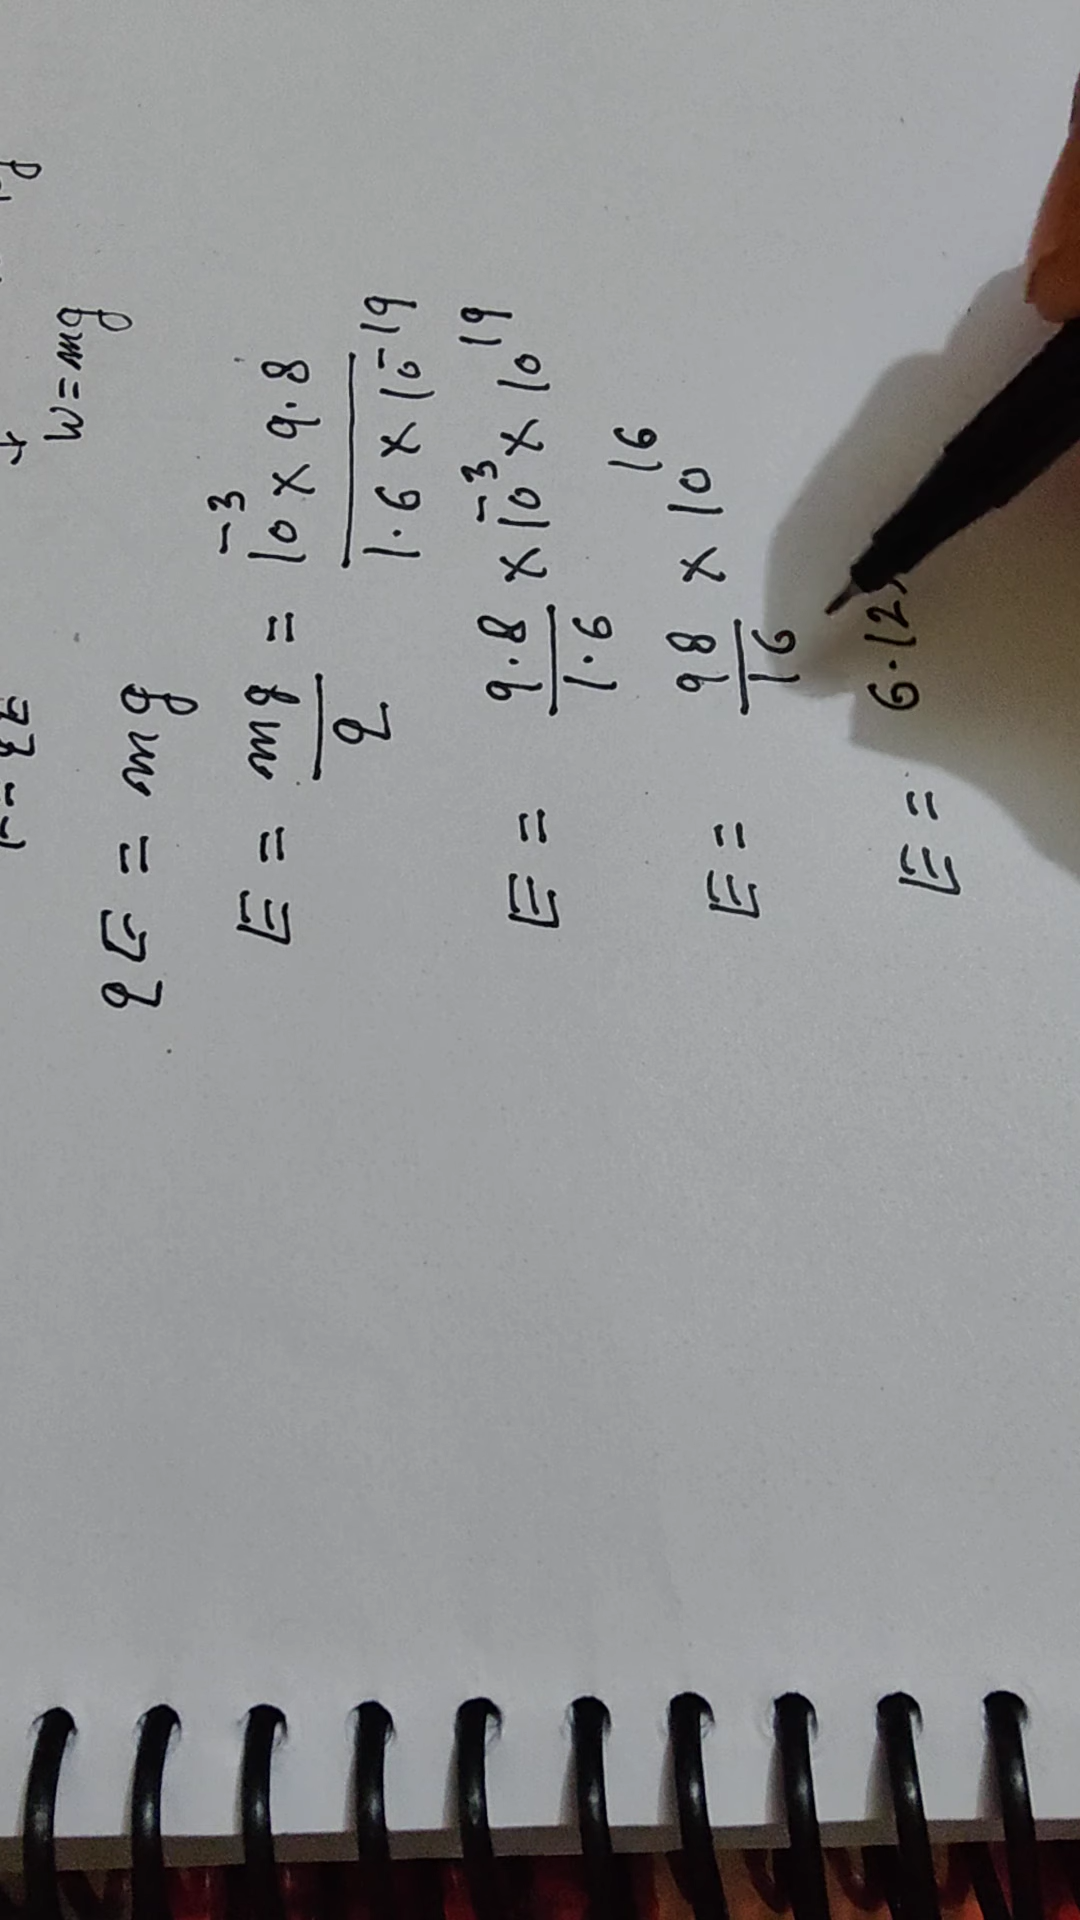 W = mg
qE = mg
E = mg/q = 10⁻³ × 9.8 / 1.6 × 10⁻¹⁹
E = 9.8/1.6 × 10⁻³ × 10¹⁹
E = 98/16 × 10¹⁶
E = 6.12